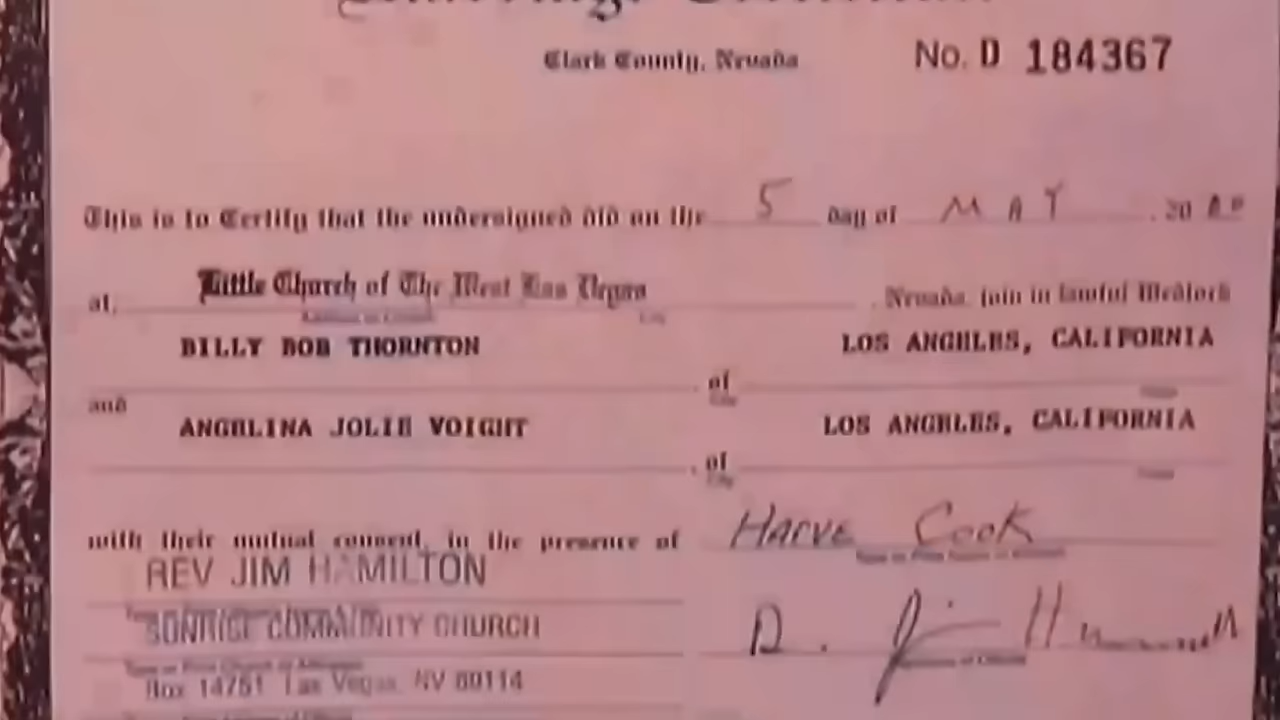 Clark County, Nevada
No. D 184367
This is to Certify that the undersigned did on the 5 day of MAY 20
at, Little Church of The West Las Vegas , Nevada, join in lawful Wedlock
BILLY BOB THORNTON LOS ANGELES, CALIFORNIA
and of
ANGELINA JOLIE VOIGHT LOS ANGELES, CALIFORNIA
of
with their mutual consent, in the presence of Harve Cook
REV JIM HAMILTON
SUNRISE COMMUNITY CHURCH
Box 14751 Las Vegas, NV 89114